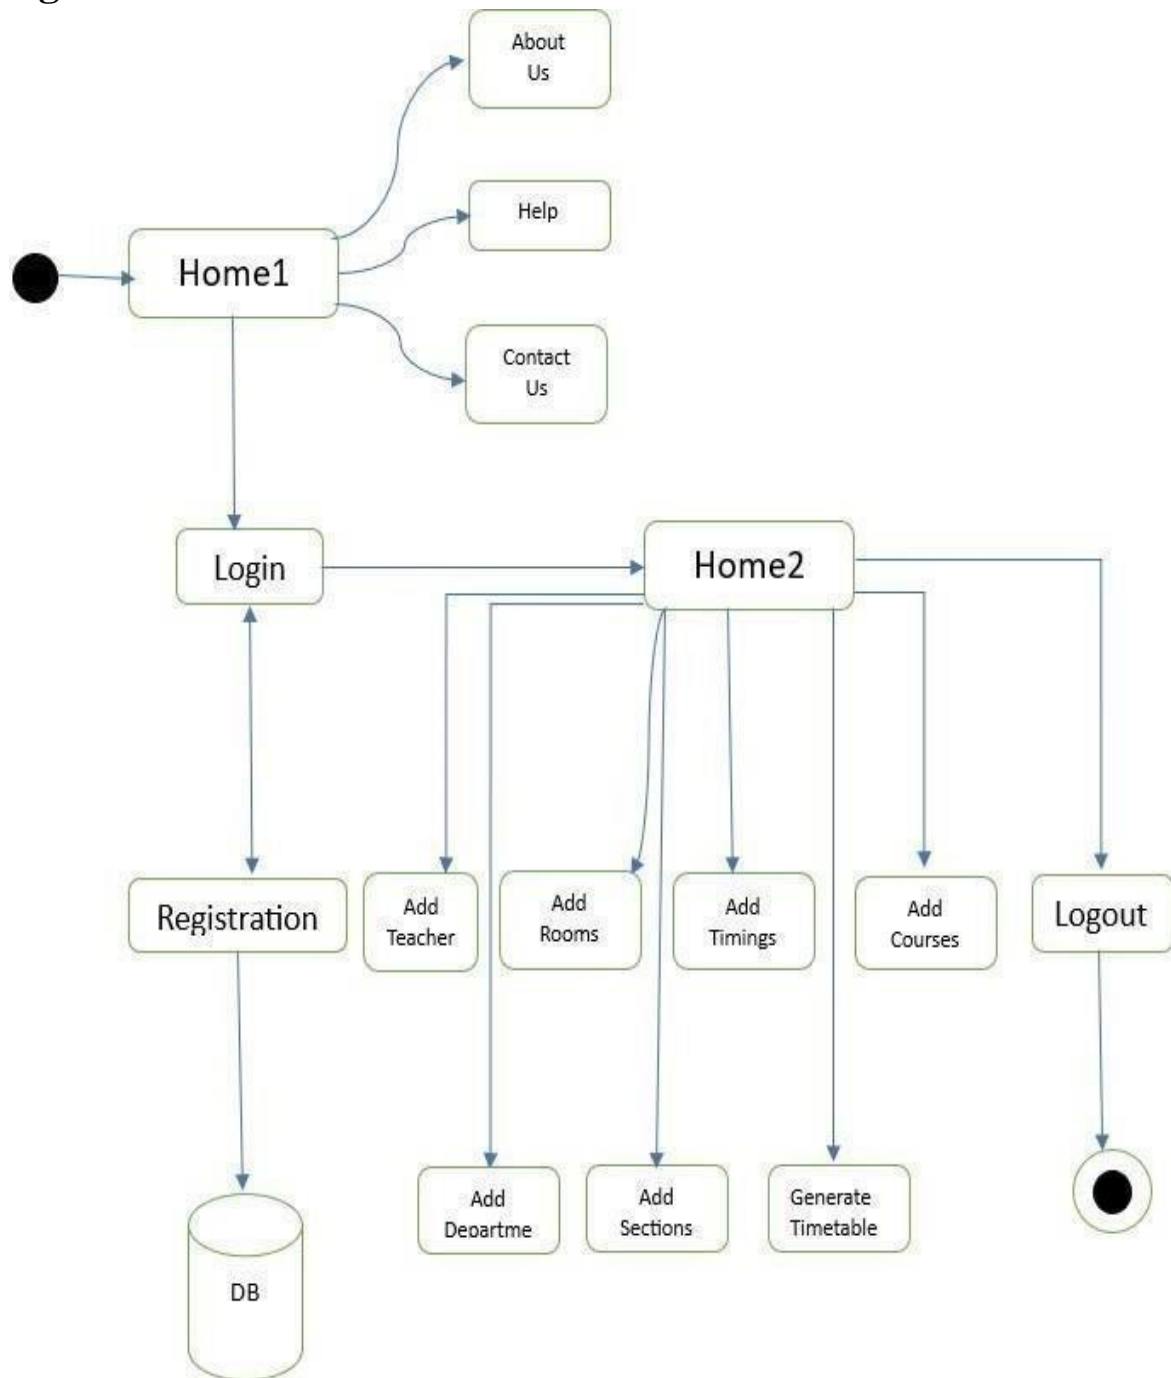 About
Us
Help
Home1
Contact
Us
Login
Home2
Registration
Add
Teacher
Add
Rooms
Add
Timings
Add
Courses
Logout
Add
Departme
Add
Sections
Generate
Timetable
DB